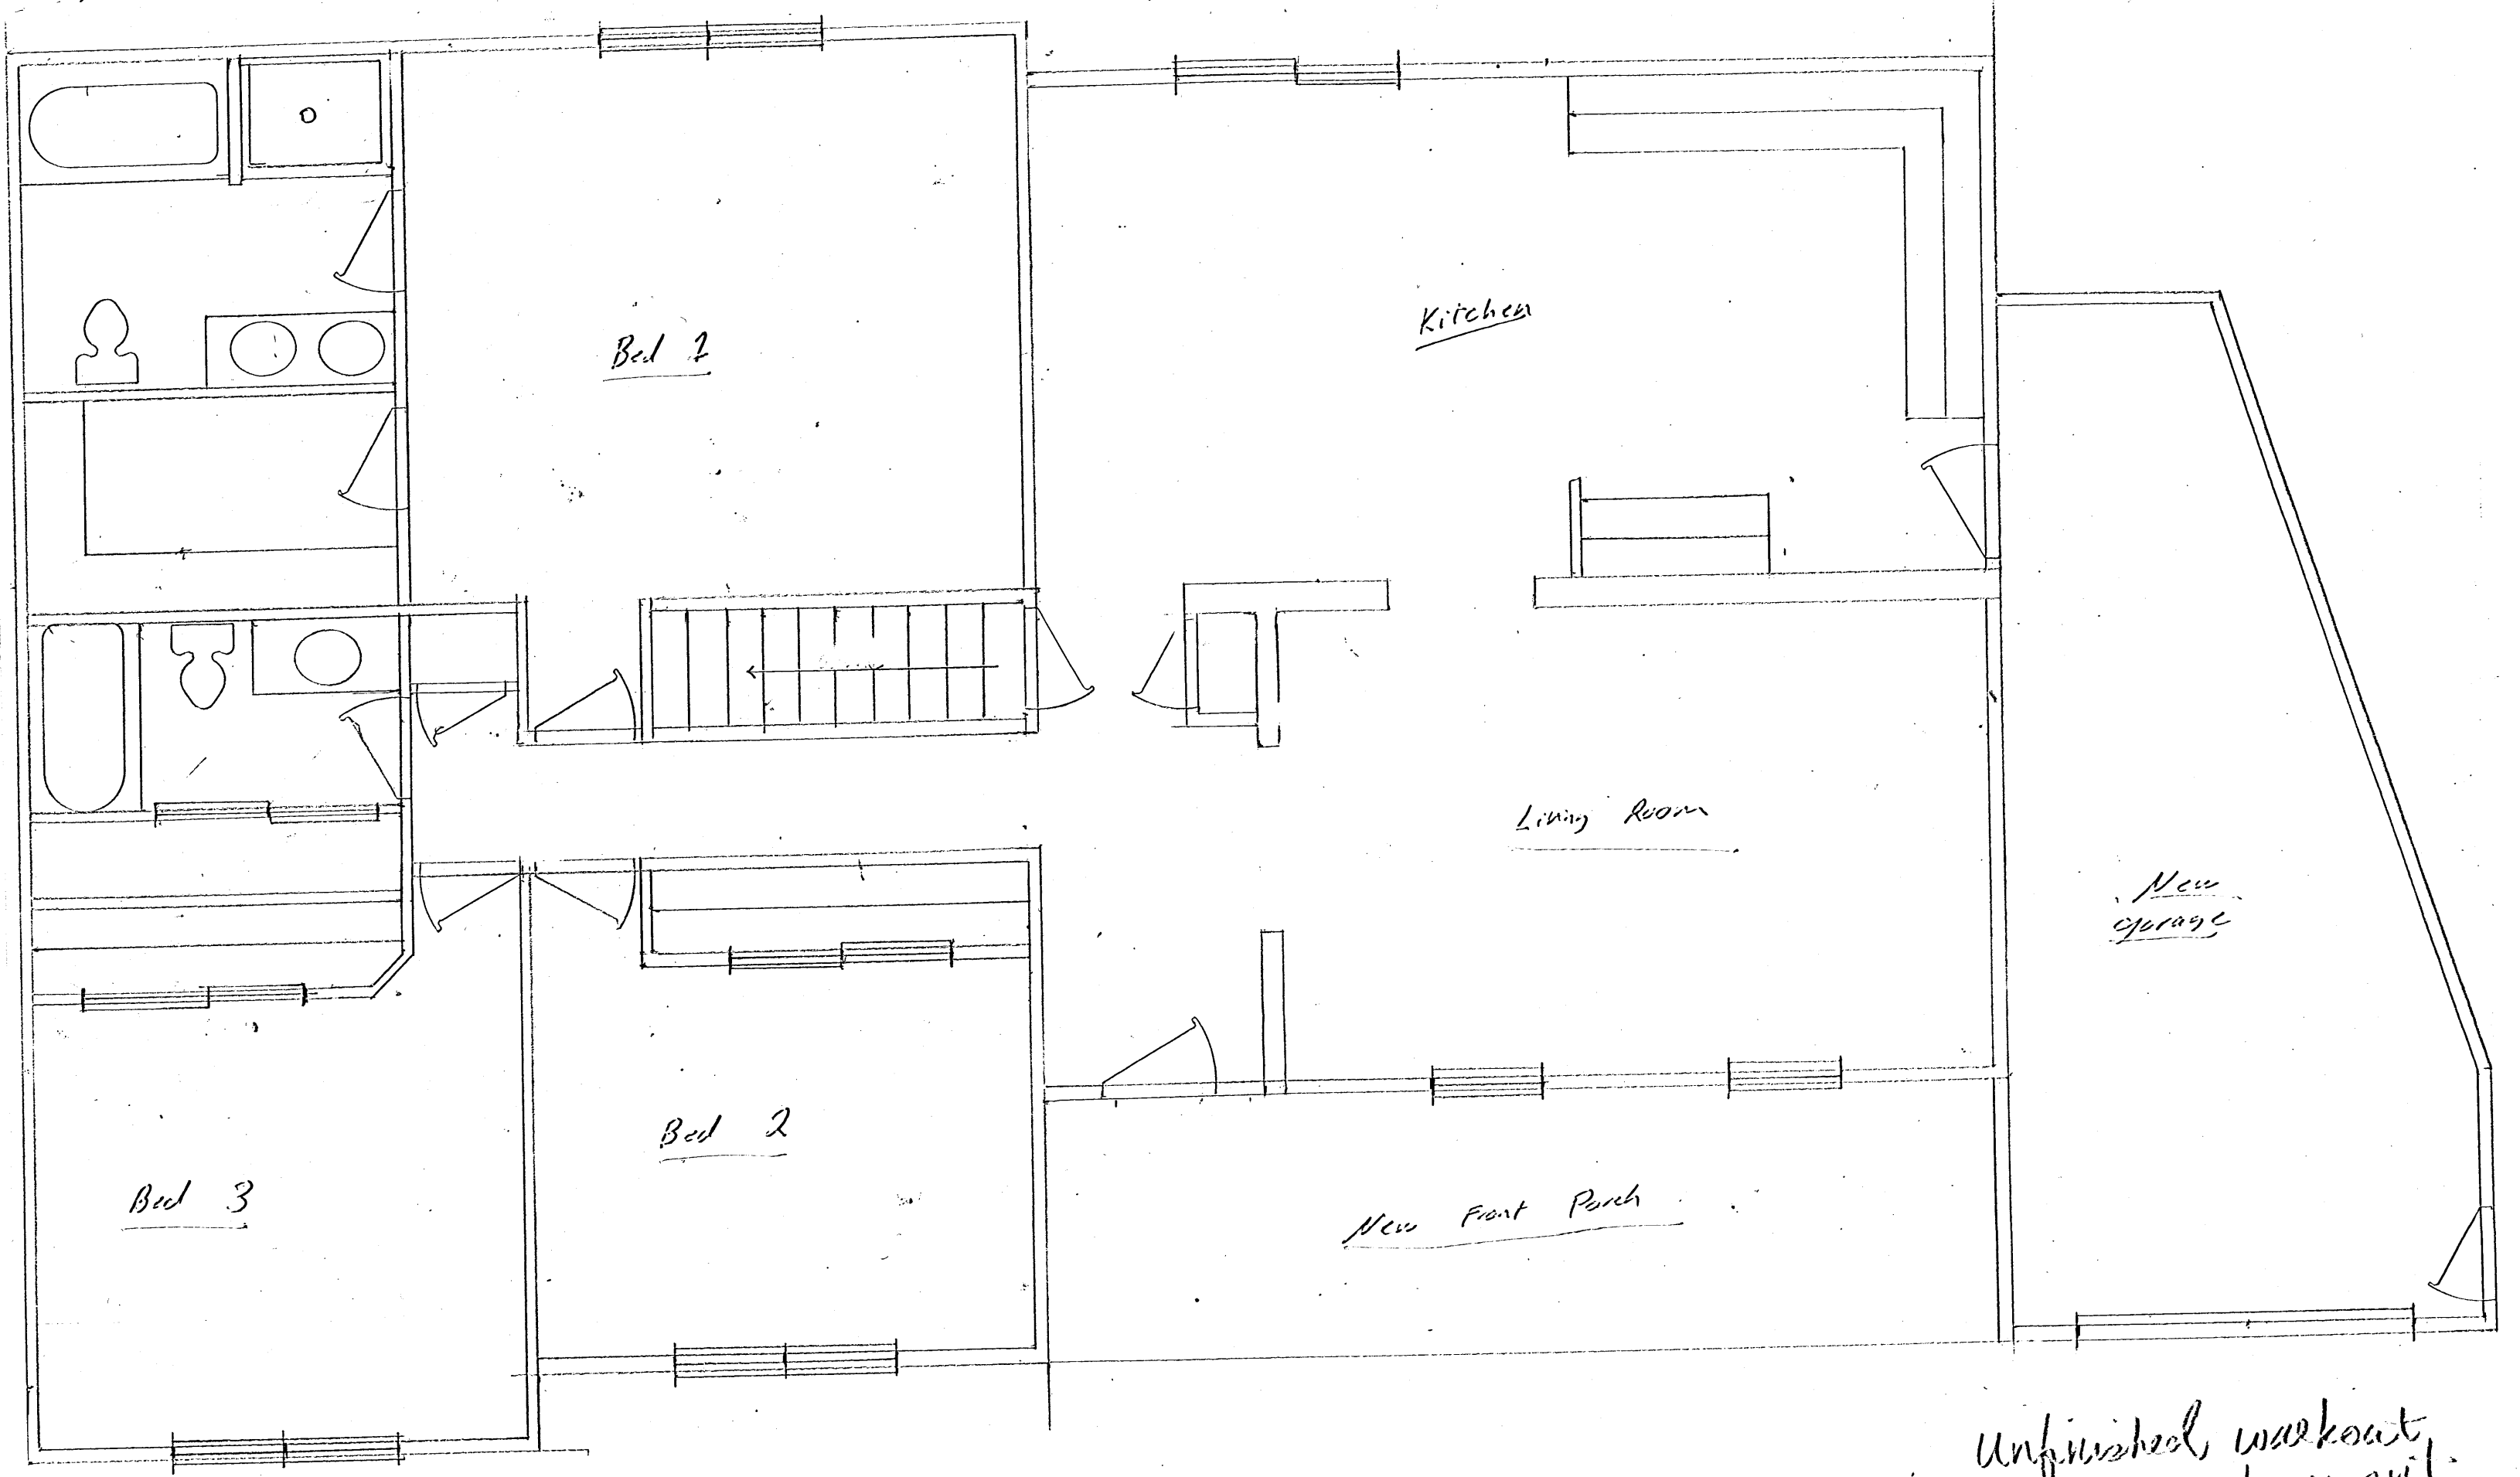 Bed 1
Kitchen
Living Room
New
garage
Bed 2
Bed 3
New Front Porch
Unfinished walkout